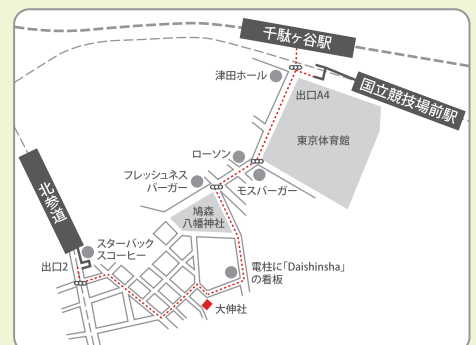 千駄ヶ谷駅
津田ホール
国立競技場前駅
出口A4
東京体育館
ローソン
フレッシュネス
バーガー
モスバーガー
北参道
鳩森
八幡神社
スターバック
スコーヒー
出口2
電柱に「Daishinsha」
の看板
大伸社